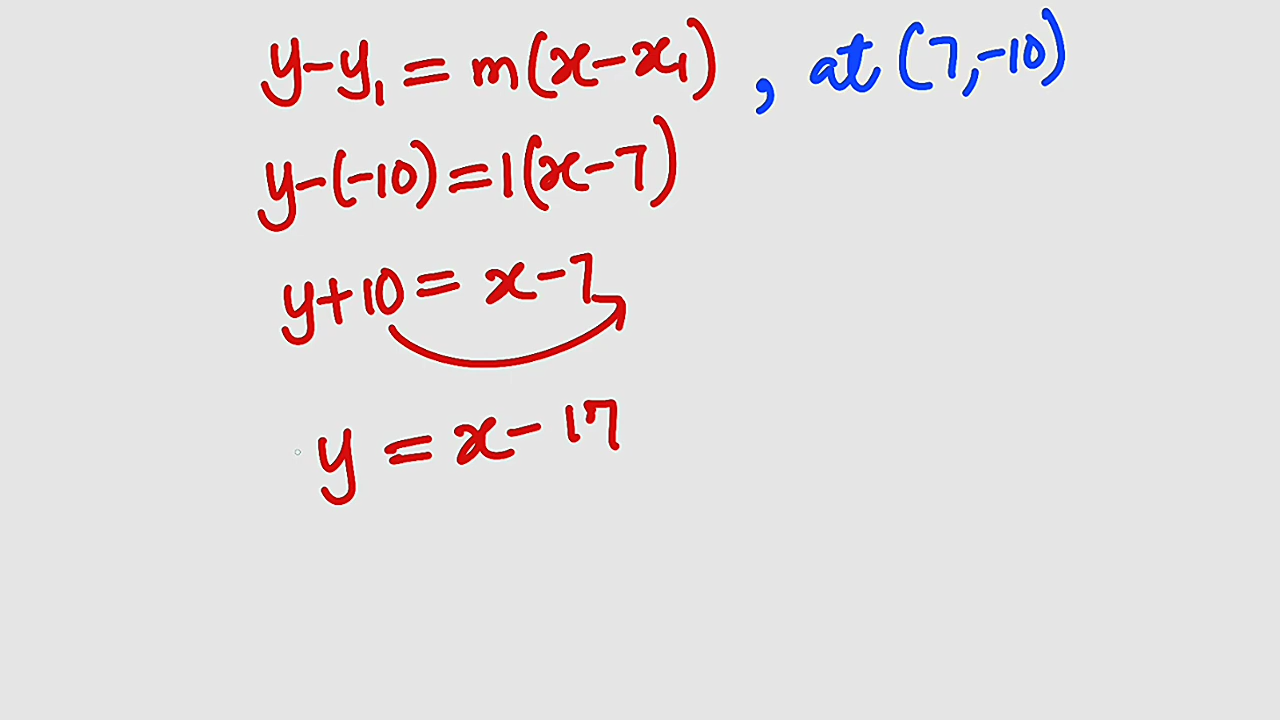 y-y₁ = m(x-x₁) , at (7,-10)
y-(-10) = 1(x-7)
y+10 = x-7
y = x-17